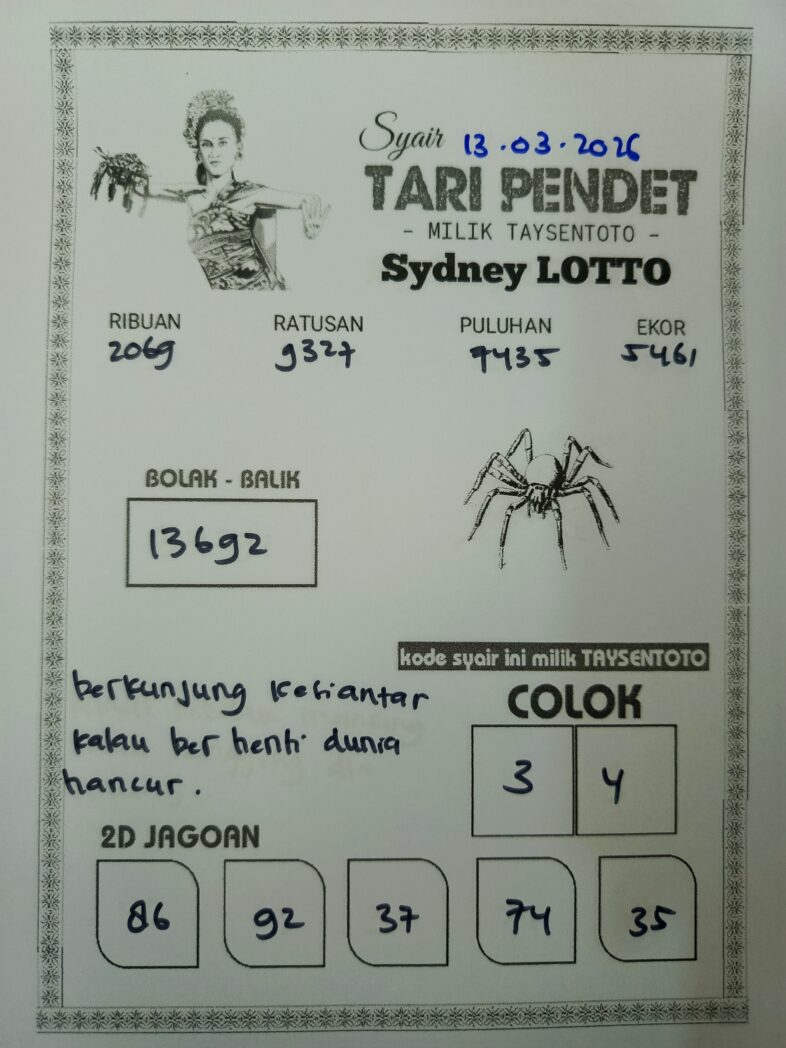 Syair 13.03.2026
TARI PENDET
- MILIK TAYSENTOTO -
Sydney LOTTO
RIBUAN RATUSAN PULUHAN EKOR
2069 9327 7435 5461
BOLAK - BALIK
13692
kode syair ini milik TAYSENTOTO
berkunjung kesiantar
kalau ber henti dunia
hancur.
COLOK
3 4
2D JAGOAN
86 92 37 74 35